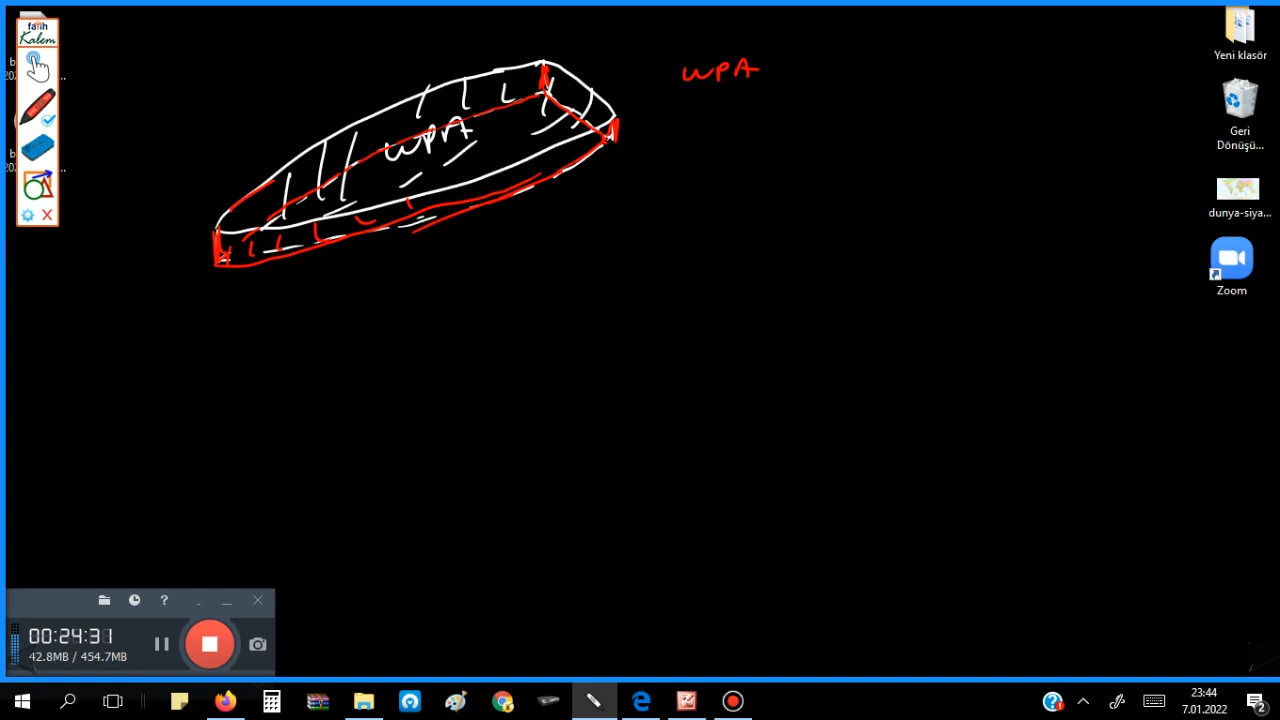 fatih
Kalem
WPA
WPA
Yeni klasör
Geri
Dönüşü...
dunya-siya...
Zoom
00:24:31
42.8MB / 454.7MB
23:44
7.01.2022
2